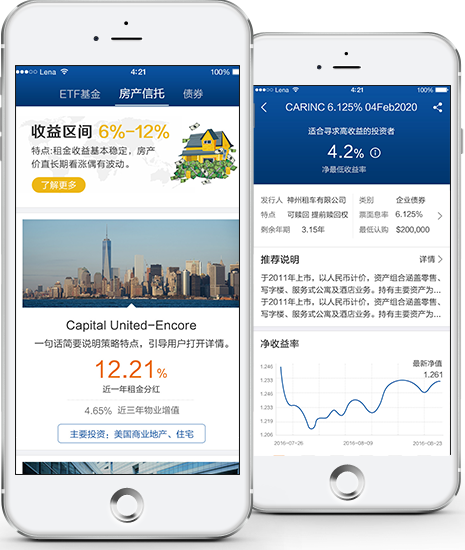 Lena
4:21
100%
ETF基金
房产信托
债券
收益区间 6%-12%
特点:租金收益基本稳定，房产
价直长期看涨偶有波动。
了解更多
Capital United-Encore
一句话简要说明策略特点，引导用户打开详情。
12.21%
近一年租金分红
4.65% 近三年物业增值
主要投资：美国商业地产、住宅
Lena
4:21
100%
CARINC 6.125% 04Feb2020
适合寻求高收益的投资者
4.2%
净最低收益率
发行人 神州租车有限公司
类别 企业债券
特点 可赎回 提前赎回权
票面息率 6.125%
剩余年期 3.15年
最低认购 $200,000
推荐说明
详情
于2011年上市，以人民币计价，资产组合涵盖零售、
写字楼、服务式公寓及酒店业务。持有主要资产为...
于2011年上市，以人民币计价，资产组合涵盖零售、
写字楼、服务式公寓及酒店业务。持有主要资产为...
净收益率
最新净值
1.261
1.246
1.246
1.233
1.219
1.256
2016-07-26
2016-08-09
2016-08-23